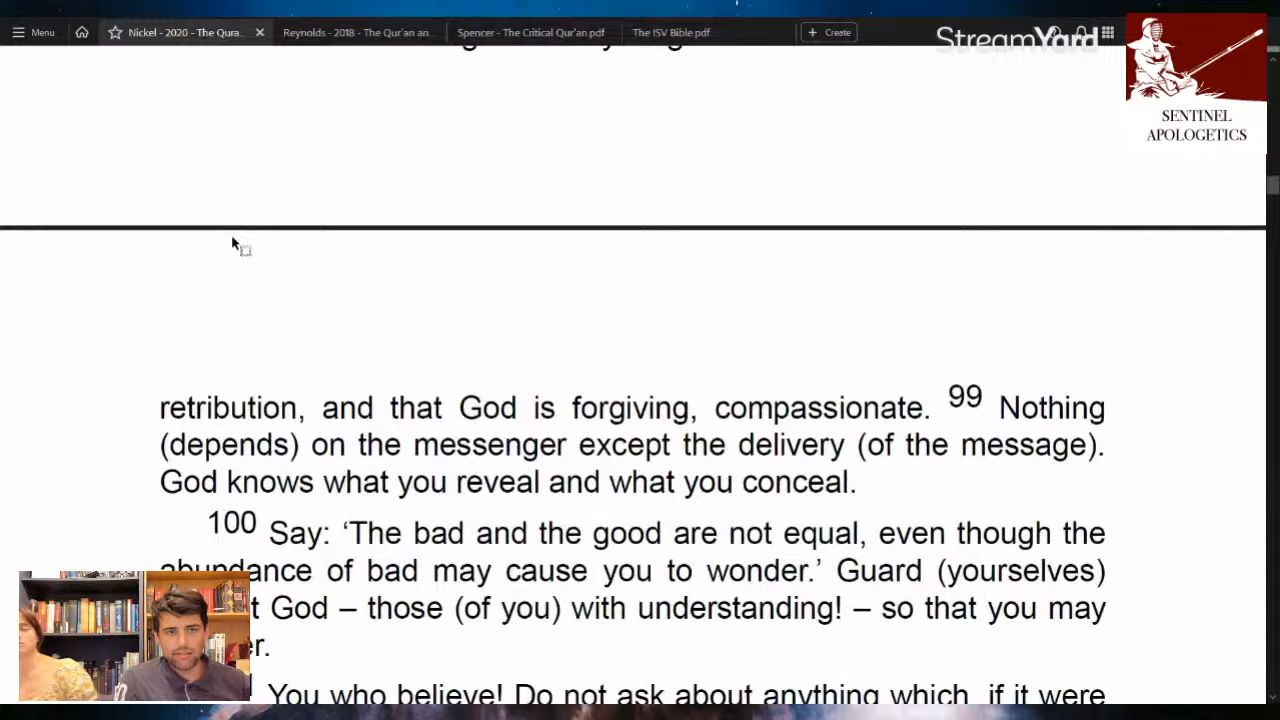 Menu
Nickel - 2020 - The Qura...
Reynolds - 2018 - The Qur'an an...
Spencer - The Critical Qur'an.pdf
The ISV Bible.pdf
+ Create
StreamYard
SENTINEL
APOLOGETICS
retribution, and that God is forgiving, compassionate. 99 Nothing
(depends) on the messenger except the delivery (of the message).
God knows what you reveal and what you conceal.
100 Say: ‘The bad and the good are not equal, even though the
abundance of bad may cause you to wonder.’ Guard (yourselves)
God – those (of you) with understanding! – so that you may
You who believe! Do not ask about anything which, if it were